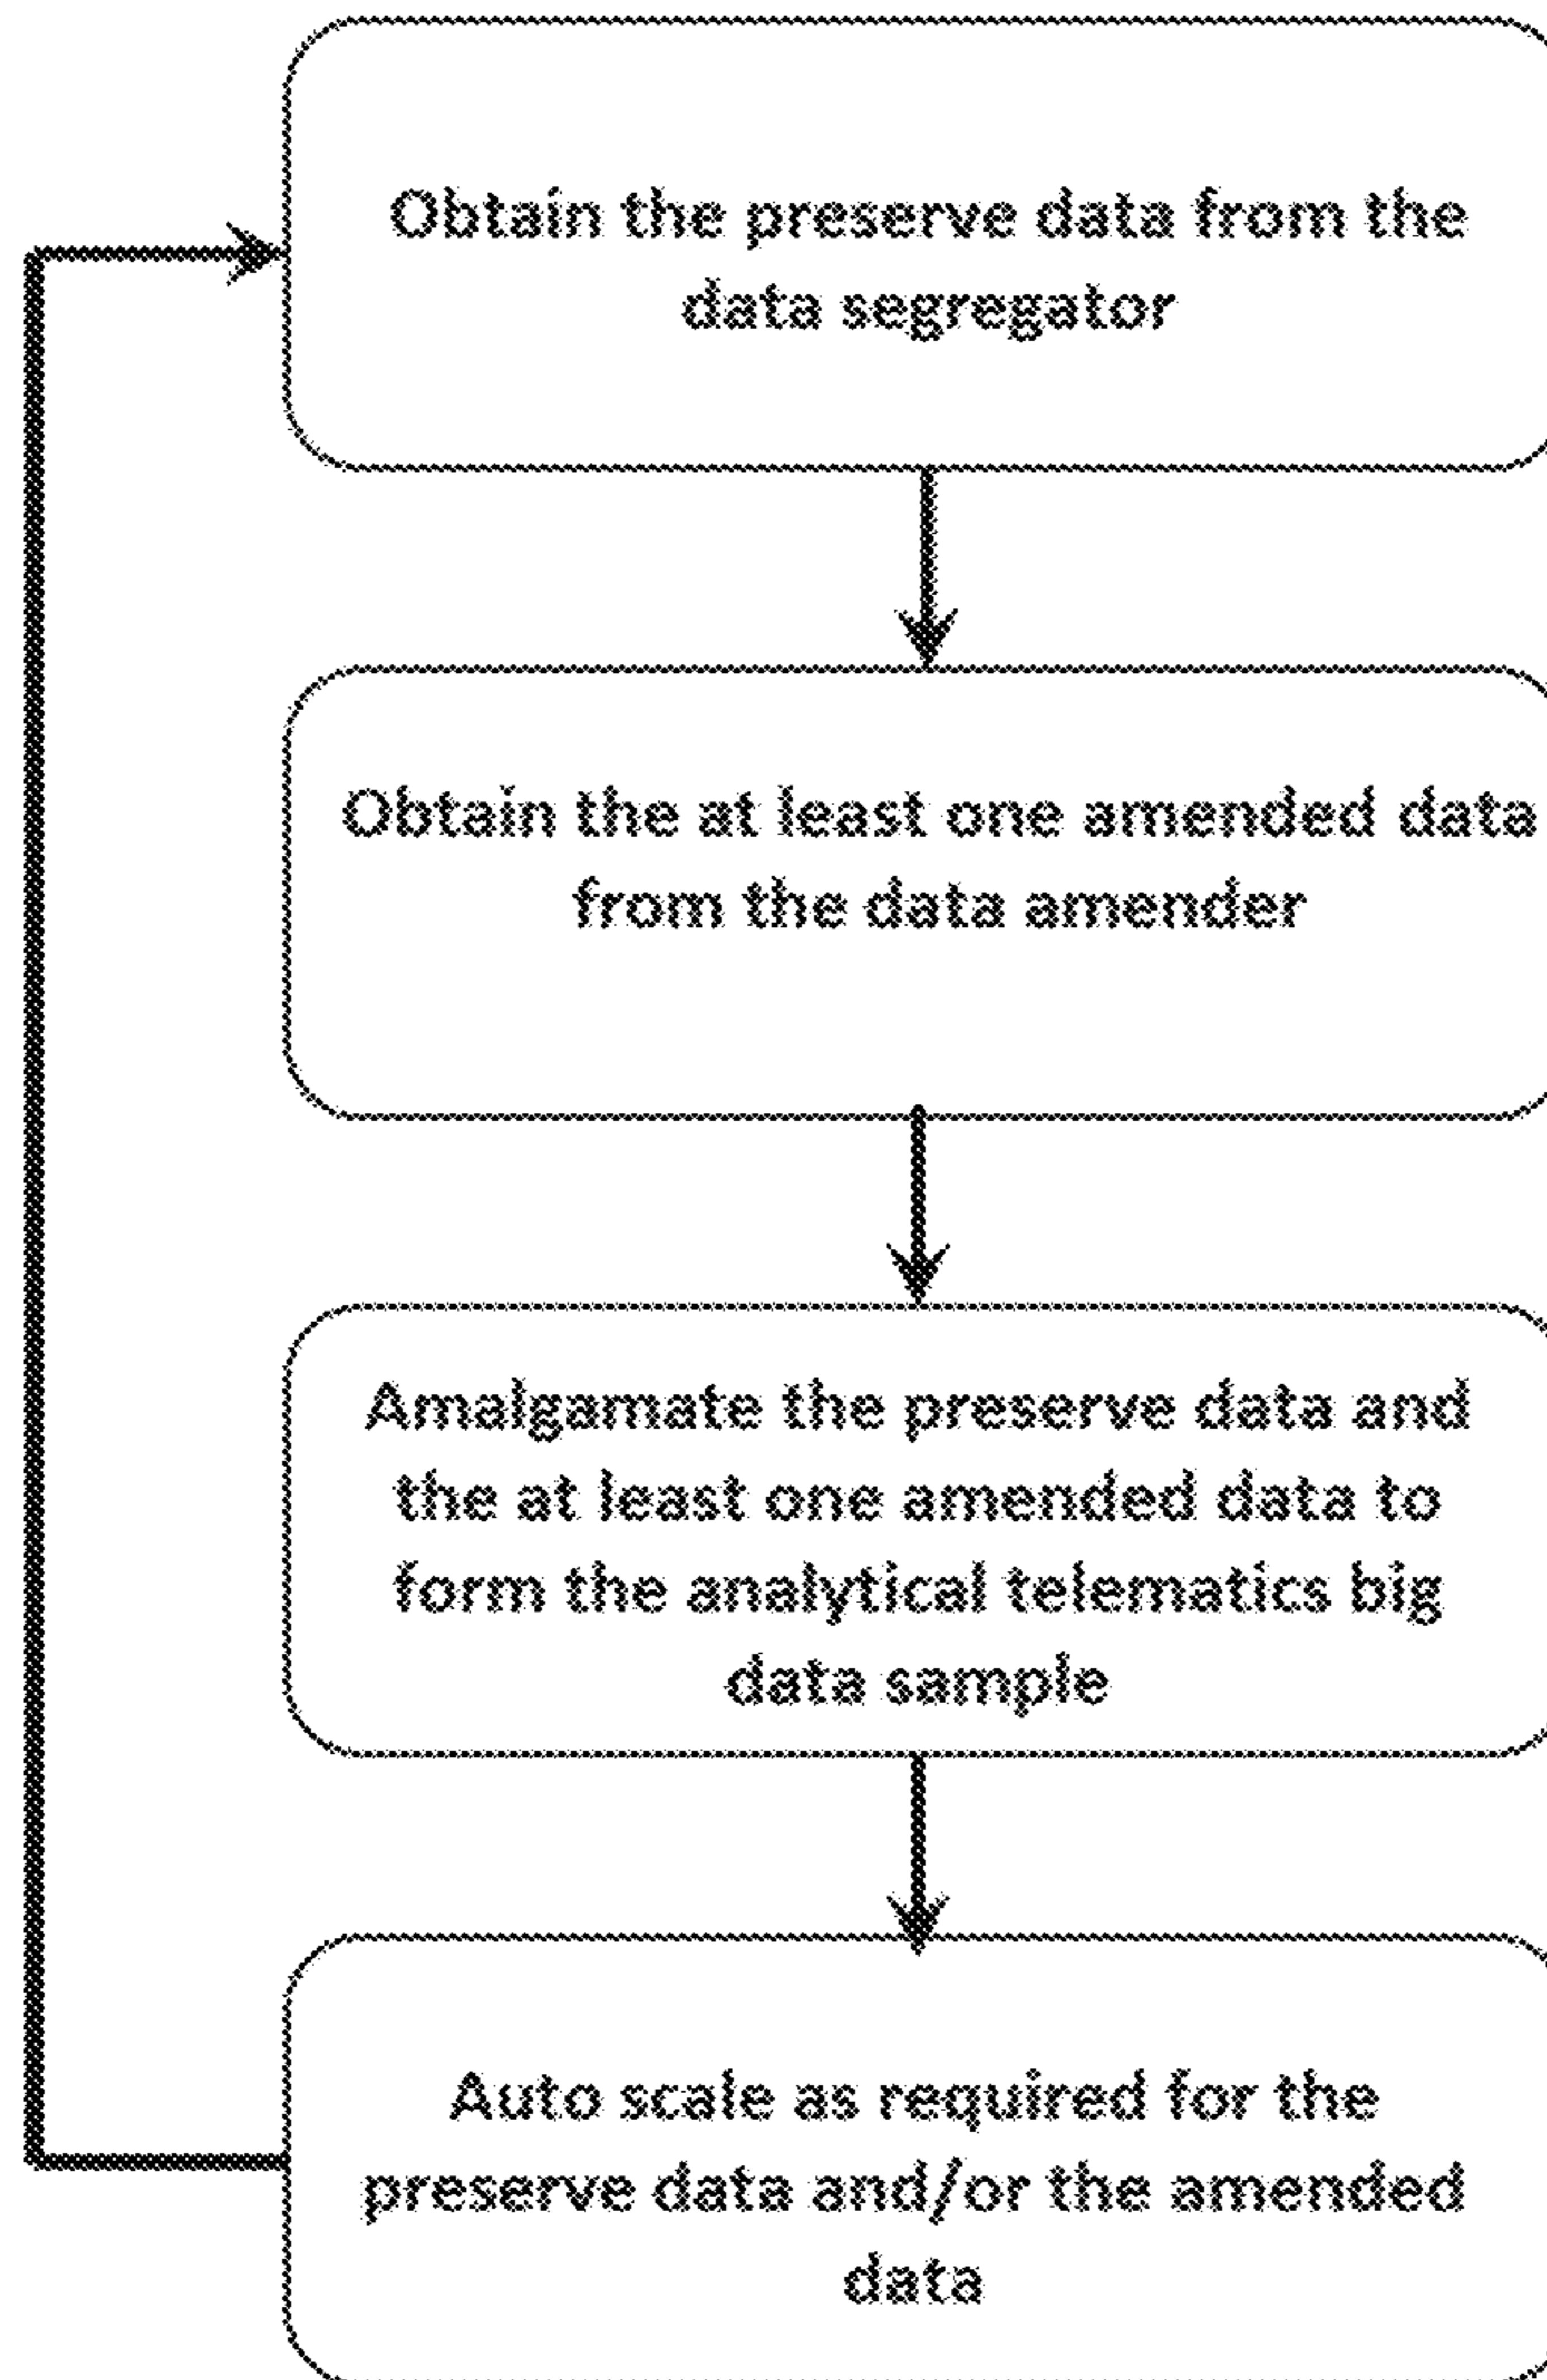 Obtain the preserve data from the
data segregator
Obtain the at least one amended data
from the data amender
Amalgamate the preserve data and
the at least one amended data to
form the analytical telematics big
data sample
Auto scale as required for the
preserve data and/or the amended
data